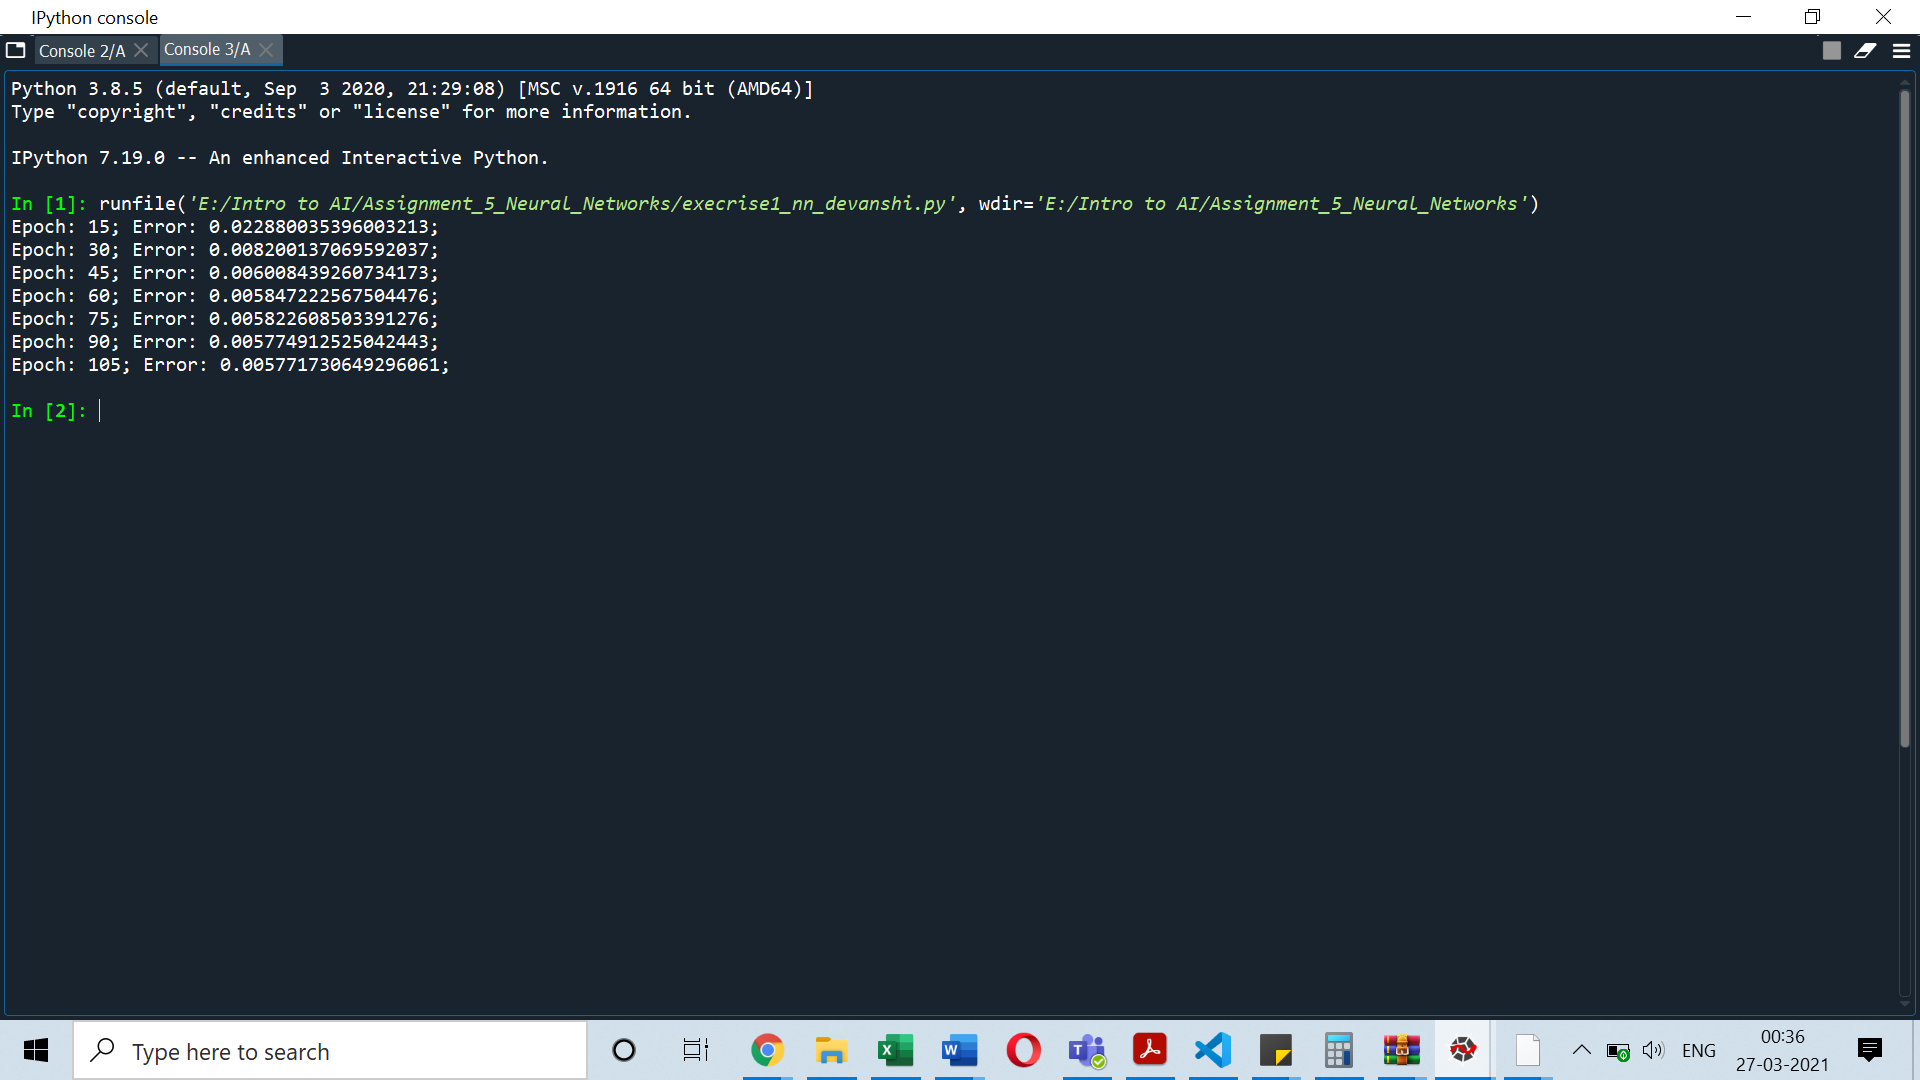 IPython console
Console 2/A
Console 3/A
Python 3.8.5 (default, Sep  3 2020, 21:29:08) [MSC v.1916 64 bit (AMD64)]
Type "copyright", "credits" or "license" for more information.
IPython 7.19.0 -- An enhanced Interactive Python.
In [1]: runfile('E:/Intro to AI/Assignment_5_Neural_Networks/execrise1_nn_devanshi.py', wdir='E:/Intro to AI/Assignment_5_Neural_Networks')
Epoch: 15; Error: 0.022880035396003213;
Epoch: 30; Error: 0.008200137069592037;
Epoch: 45; Error: 0.006008439260734173;
Epoch: 60; Error: 0.005847222567504476;
Epoch: 75; Error: 0.005822608503391276;
Epoch: 90; Error: 0.005774912525042443;
Epoch: 105; Error: 0.005771730649296061;
In [2]:
Type here to search
ENG
00:36
27-03-2021